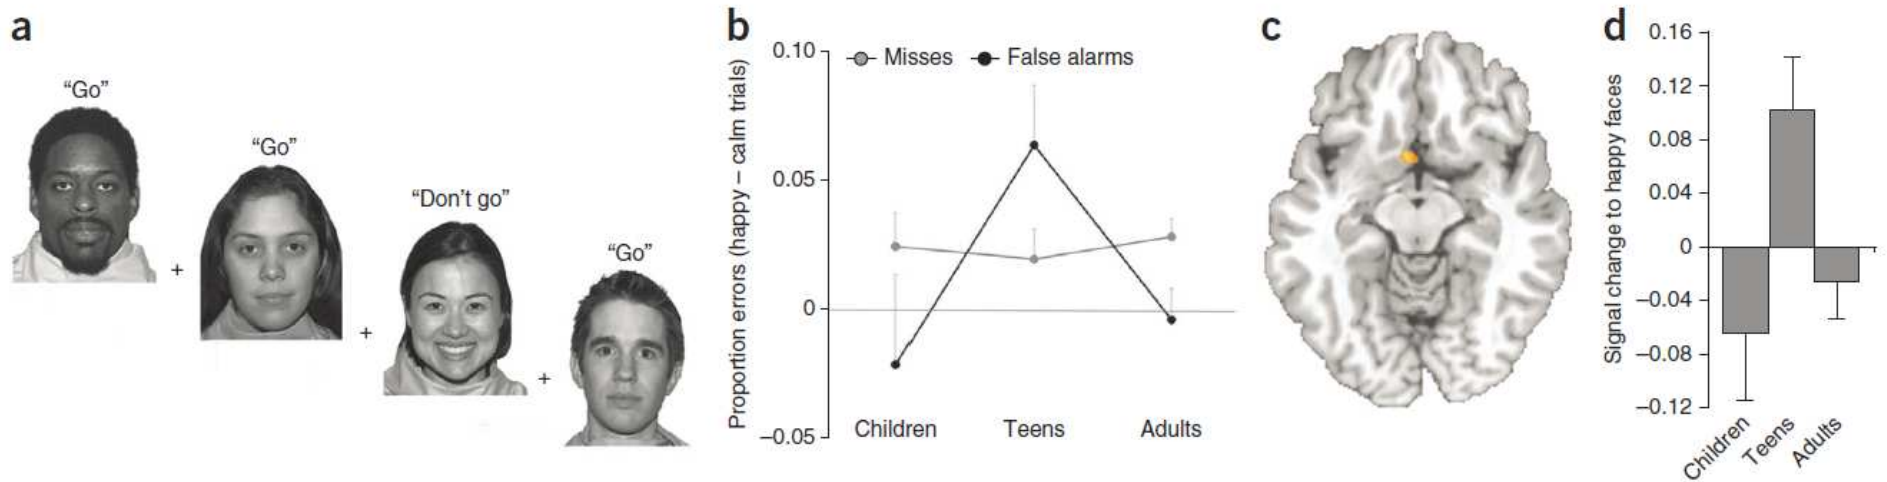 a
“Go”
“Go”
“Don’t go”
“Go”
+
+
+
b
Proportion errors (happy – calm trials)
0.10
0.05
0
–0.05
Misses
False alarms
Children
Teens
Adults
c
d
Signal change to happy faces
0.16
0.12
0.08
0.04
0
–0.04
–0.08
–0.12
Children
Teens
Adults